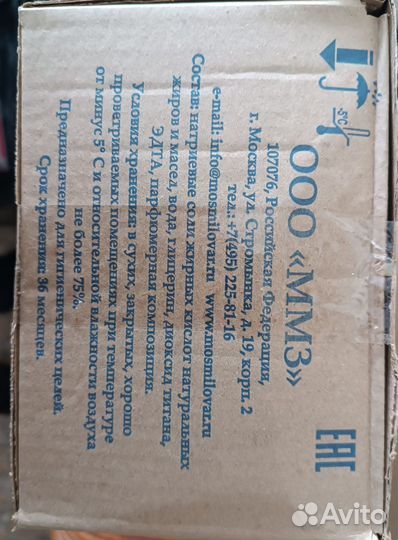 ООО «ММЗ»
107076, Российская Федерация,
г. Москва, ул. Стромынка, д. 19, корп. 2
тел.: +7(495) 225-81-16
e-mail: info@mosmilovar.ru www.mosmilovar.ru
Состав: натриевые соли жирных кислот натуральных
жиров и масел, вода, глицерин, диоксид титана,
ЭДТА, парфюмерная композиция.
Условия хранения: в сухих, закрытых, хорошо
проветриваемых помещениях при температуре
от минус 5° С и относительной влажности воздуха
не более 75%.
Предназначено для гигиенических целей.
Срок хранения: 36 месяцев.
-5°C
EAC
Avito